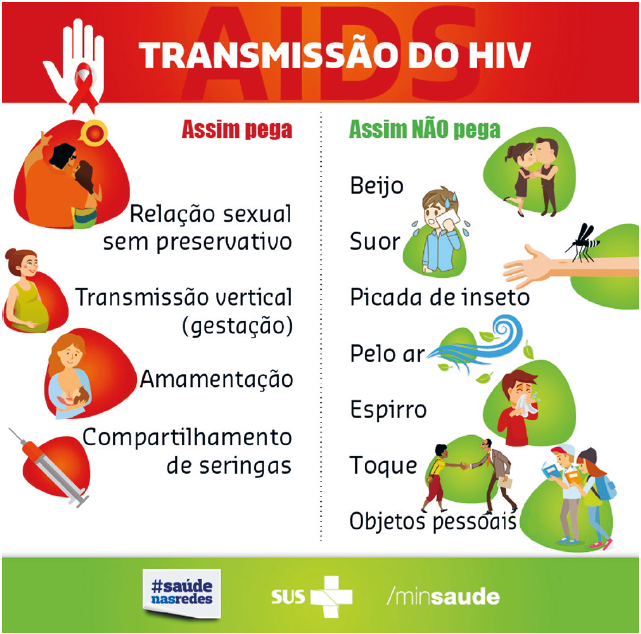 AIDS
TRANSMISSÃO DO HIV
Assim pega
Relação sexual
sem preservativo
Transmissão vertical
(gestação)
Amamentação
Compartilhamento
de seringas
Assim NÃO pega
Beijo
Suor
Picada de inseto
Pelo ar
Espirro
Toque
Objetos pessoais
#saúde
nasredes
SUS
/minsaude